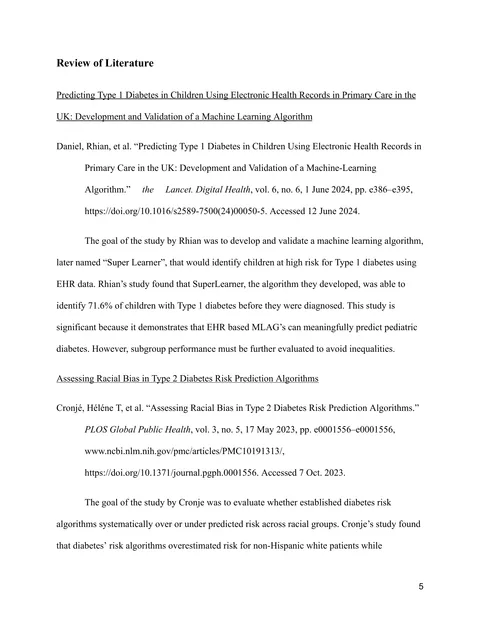 Review of Literature
Predicting Type 1 Diabetes in Children Using Electronic Health Records in Primary Care in the
UK: Development and Validation of a Machine Learning Algorithm
Daniel, Rhian, et al. “Predicting Type 1 Diabetes in Children Using Electronic Health Records in
Primary Care in the UK: Development and Validation of a Machine-Learning
Algorithm.” the Lancet. Digital Health, vol. 6, no. 6, 1 June 2024, pp. e386–e395,
https://doi.org/10.1016/s2589-7500(24)00050-5. Accessed 12 June 2024.
The goal of the study by Rhian was to develop and validate a machine learning algorithm,
later named “Super Learner”, that would identify children at high risk for Type 1 diabetes using
EHR data. Rhian’s study found that SuperLearner, the algorithm they developed, was able to
identify 71.6% of children with Type 1 diabetes before they were diagnosed. This study is
significant because it demonstrates that EHR based MLAG’s can meaningfully predict pediatric
diabetes. However, subgroup performance must be further evaluated to avoid inequalities.
Assessing Racial Bias in Type 2 Diabetes Risk Prediction Algorithms
Cronjé, Héléne T, et al. “Assessing Racial Bias in Type 2 Diabetes Risk Prediction Algorithms.”
PLOS Global Public Health, vol. 3, no. 5, 17 May 2023, pp. e0001556–e0001556,
www.ncbi.nlm.nih.gov/pmc/articles/PMC10191313/,
https://doi.org/10.1371/journal.pgph.0001556. Accessed 7 Oct. 2023.
The goal of the study by Cronje was to evaluate whether established diabetes risk
algorithms systematically over or under predicted risk across racial groups. Cronje’s study found
that diabetes’ risk algorithms overestimated risk for non-Hispanic white patients while
5